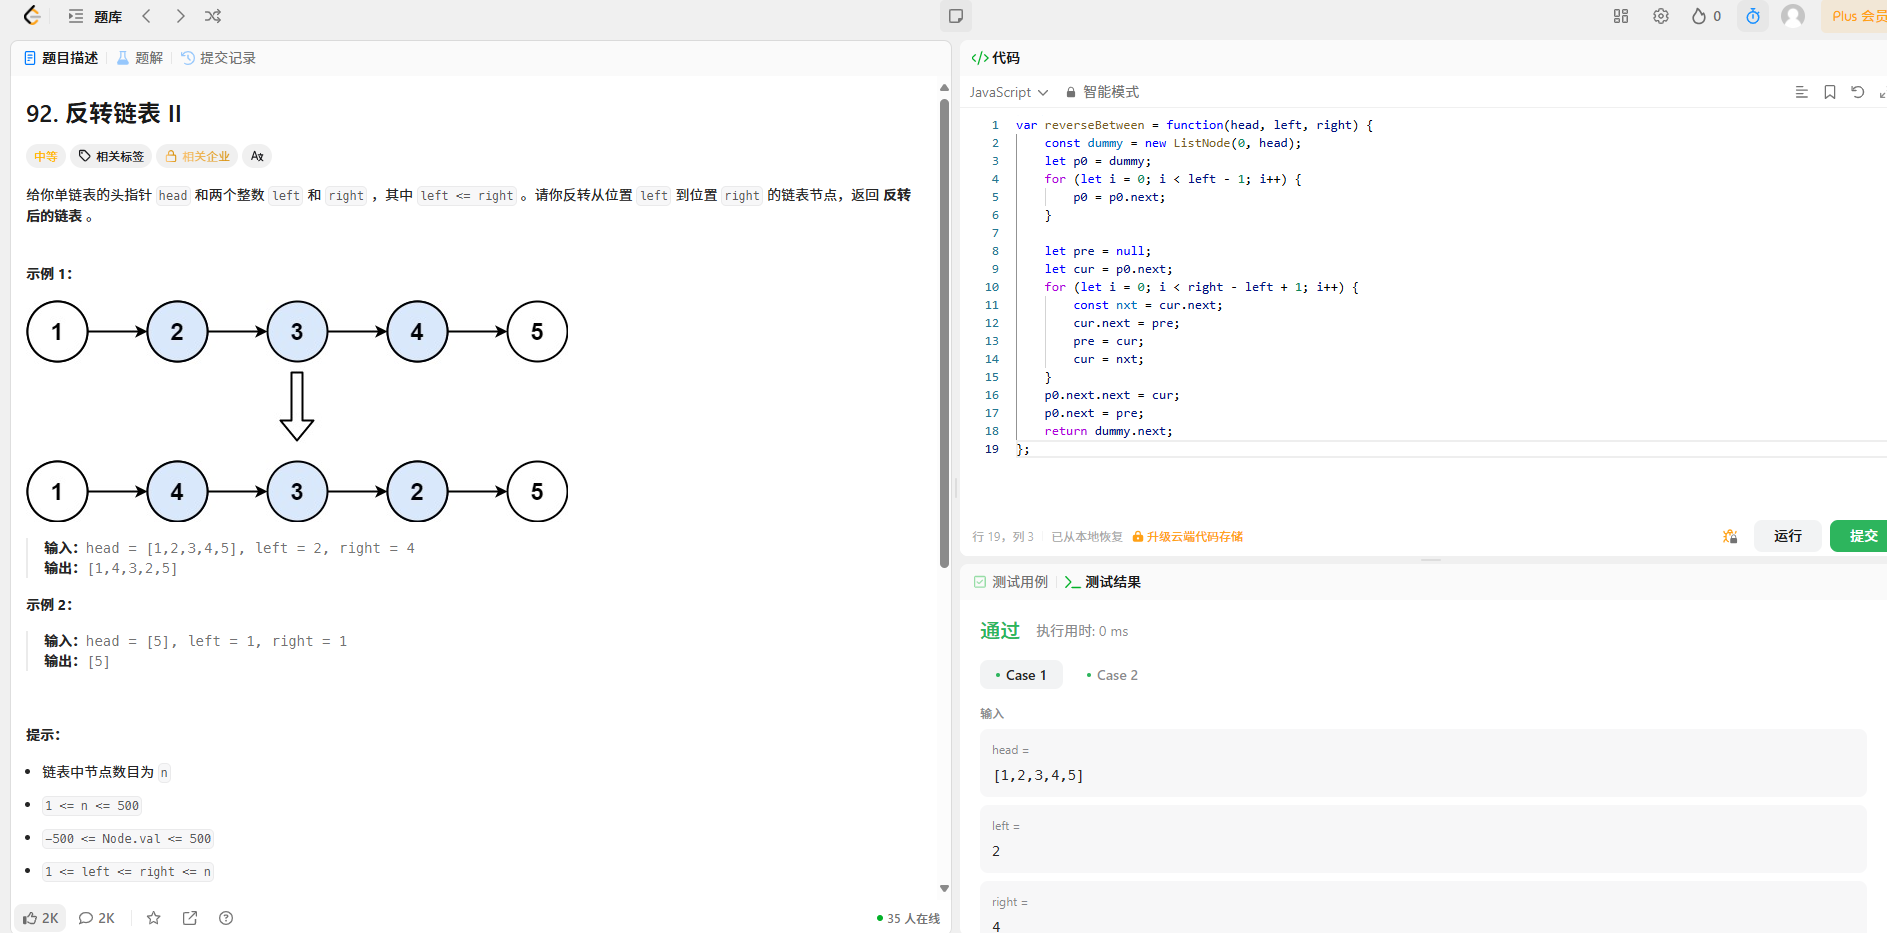 题库
0
Plus 会员
题目描述
题解
提交记录
92. 反转链表 II
中等
相关标签
相关企业
给你单链表的头指针 head 和两个整数 left 和 right ，其中 left <= right 。请你反转从位置 left 到位置 right 的链表节点，返回 反转
后的链表 。
示例 1：
1 2 3 4 5
1 4 3 2 5
输入：head = [1,2,3,4,5], left = 2, right = 4
输出：[1,4,3,2,5]
示例 2：
输入：head = [5], left = 1, right = 1
输出：[5]
提示：
链表中节点数目为 n
1 <= n <= 500
-500 <= Node.val <= 500
1 <= left <= right <= n
2K
2K
35 人在线
</> 代码
JavaScript
智能模式
1 var reverseBetween = function(head, left, right) {
2     const dummy = new ListNode(0, head);
3     let p0 = dummy;
4     for (let i = 0; i < left - 1; i++) {
5         p0 = p0.next;
6     }
7
8     let pre = null;
9     let cur = p0.next;
10     for (let i = 0; i < right - left + 1; i++) {
11         const nxt = cur.next;
12         cur.next = pre;
13         pre = cur;
14         cur = nxt;
15     }
16     p0.next.next = cur;
17     p0.next = pre;
18     return dummy.next;
19 };
行 19，列 3
已从本地恢复
升级云端代码存储
运行
提交
测试用例
测试结果
通过
执行用时: 0 ms
Case 1
Case 2
输入
head =
[1,2,3,4,5]
left =
2
right =
4